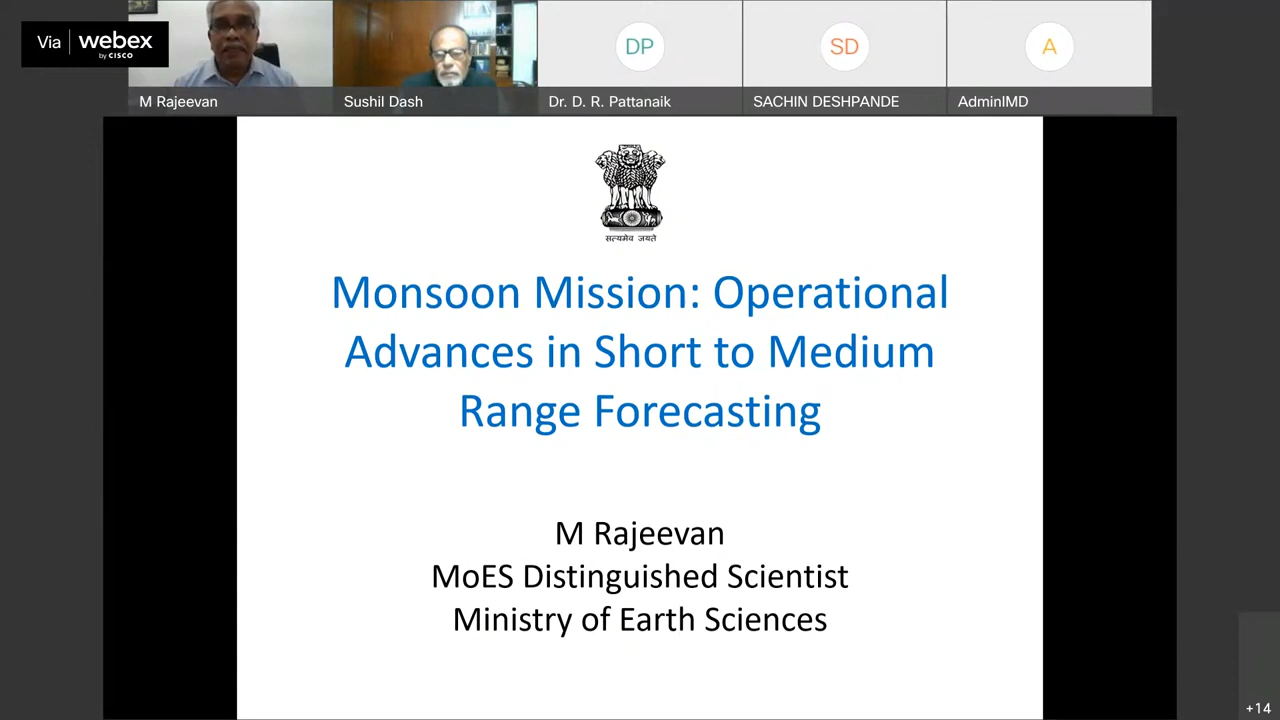 Via webex
by CISCO
M Rajeevan
Sushil Dash
DP
Dr. D. R. Pattanaik
SD
SACHIN DESHPANDE
A
AdminIMD
सत्यमेव जयते
Monsoon Mission: Operational
Advances in Short to Medium
Range Forecasting
M Rajeevan
MoES Distinguished Scientist
Ministry of Earth Sciences
+14